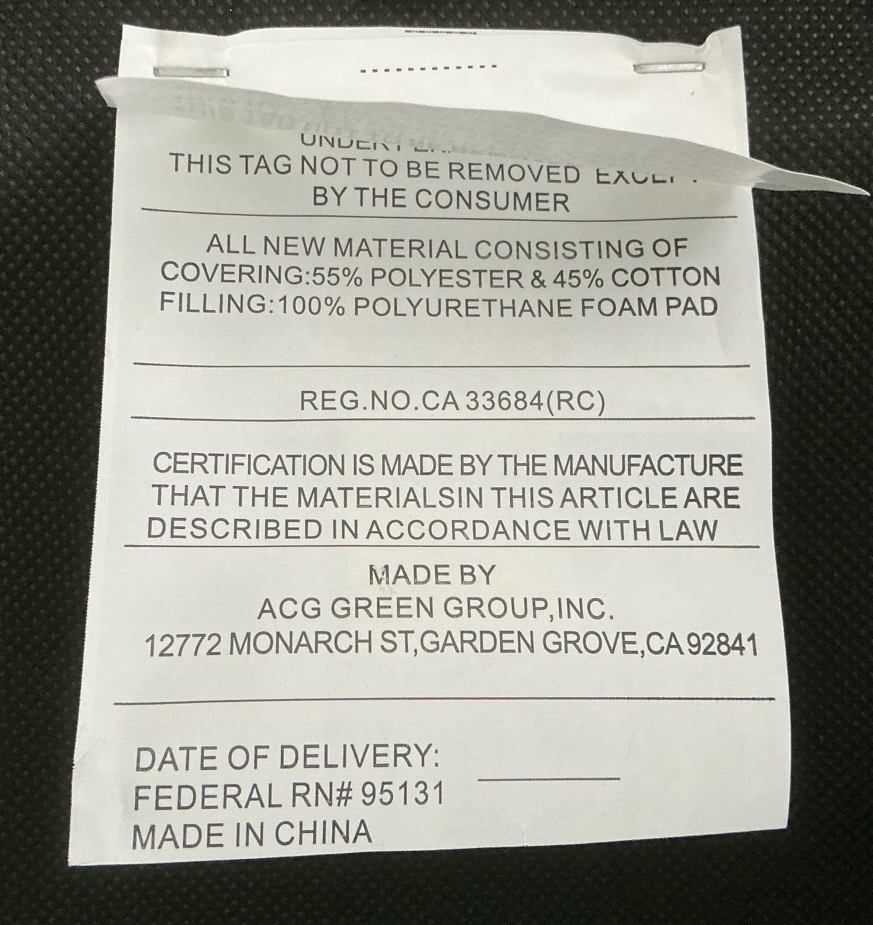 THIS TAG NOT TO BE REMOVED
BY THE CONSUMER
ALL NEW MATERIAL CONSISTING OF
COVERING:55% POLYESTER & 45% COTTON
FILLING:100% POLYURETHANE FOAM PAD
REG.NO.CA 33684(RC)
CERTIFICATION IS MADE BY THE MANUFACTURE
THAT THE MATERIALSIN THIS ARTICLE ARE
DESCRIBED IN ACCORDANCE WITH LAW
MADE BY
ACG GREEN GROUP,INC.
12772 MONARCH ST,GARDEN GROVE,CA 92841
DATE OF DELIVERY:
FEDERAL RN# 95131
MADE IN CHINA